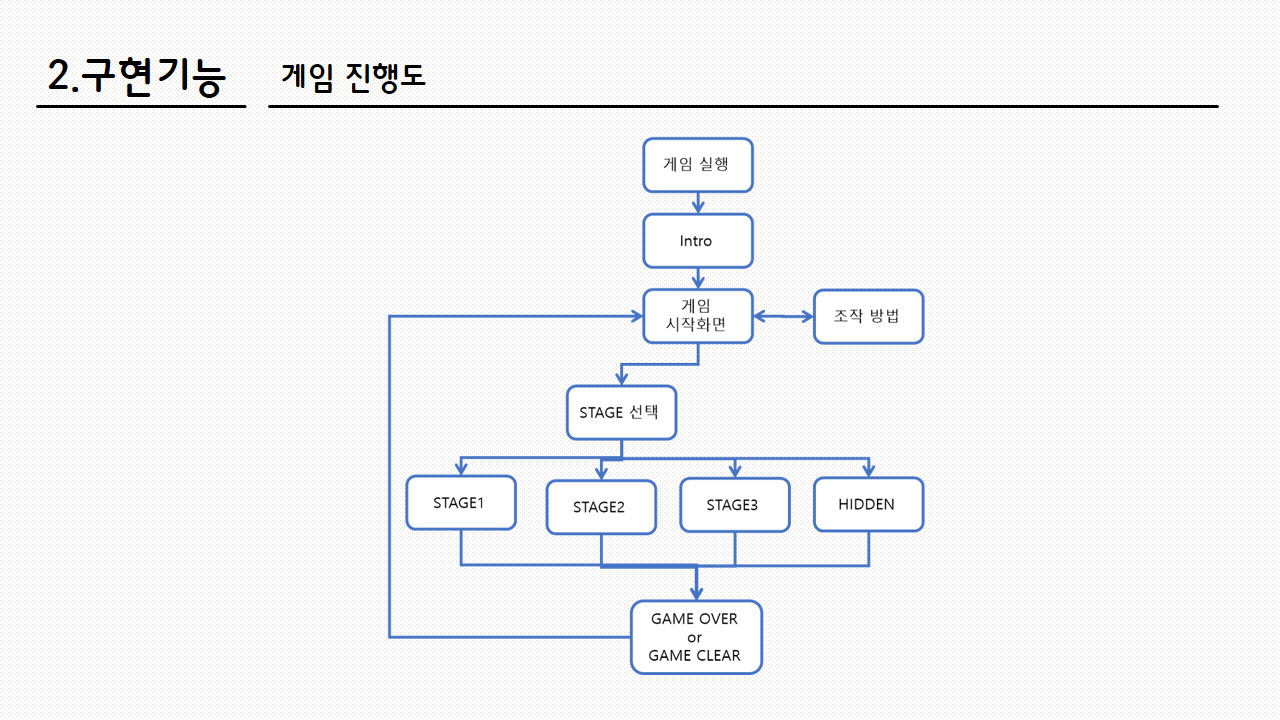 2.구현기능
게임 진행도
게임 실행
Intro
게임
시작화면
조작 방법
STAGE 선택
STAGE1
STAGE2
STAGE3
HIDDEN
GAME OVER
or
GAME CLEAR